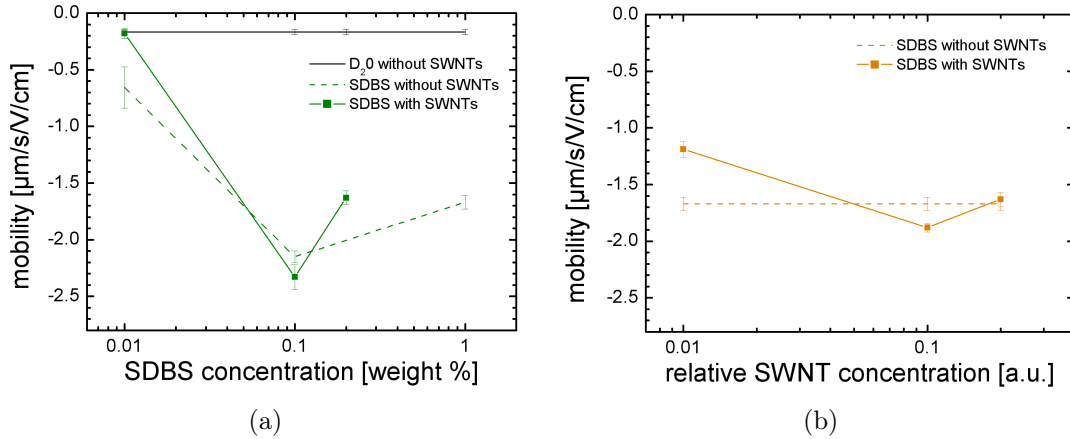 0.0
-0.5
-1.0
-1.5
-2.0
-2.5
mobility [µm/s/V/cm]
D20 without SWNTs
SDBS without SWNTs
SDBS with SWNTs
0.01
0.1
1
SDBS concentration [weight %]
(a)
0.0
-0.5
-1.0
-1.5
-2.0
-2.5
mobility [µm/s/V/cm]
SDBS without SWNTs
SDBS with SWNTs
0.01
0.1
relative SWNT concentration [a.u.]
(b)